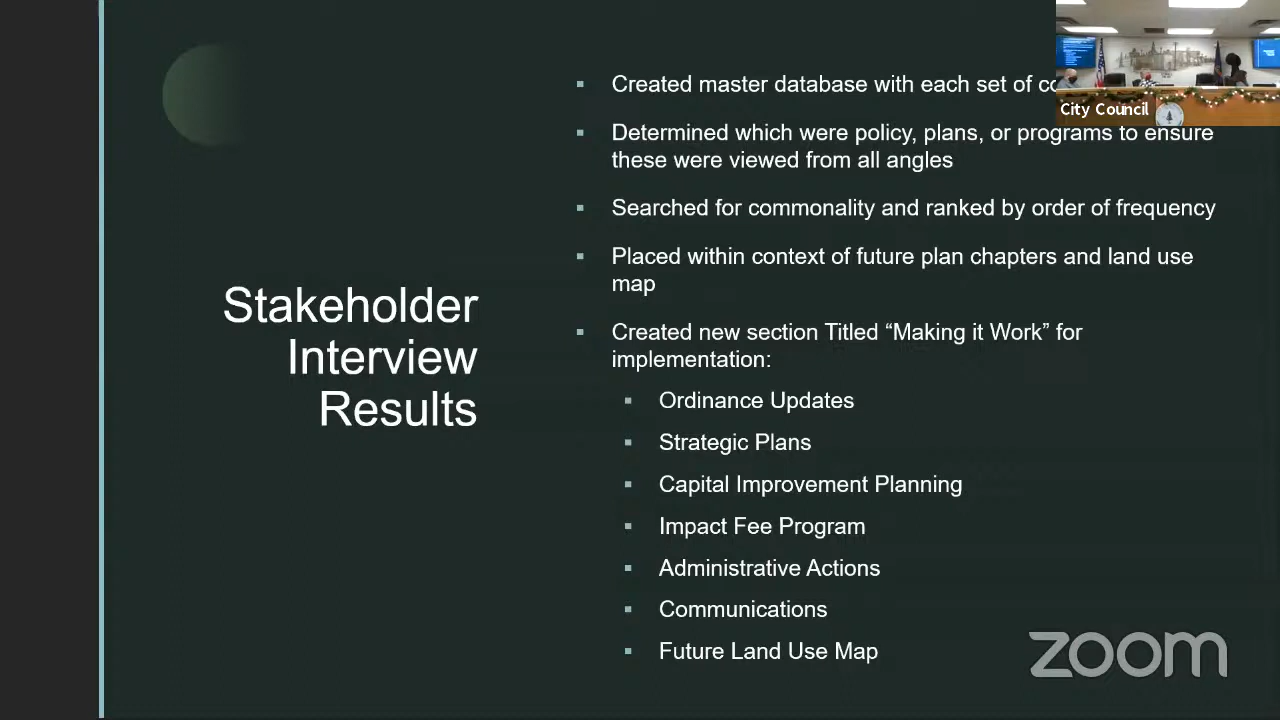 Stakeholder
Interview
Results
Created master database with each set of
City Council
Determined which were policy, plans, or programs to ensure
these were viewed from all angles
Searched for commonality and ranked by order of frequency
Placed within context of future plan chapters and land use
map
Created new section Titled “Making it Work” for
implementation:
Ordinance Updates
Strategic Plans
Capital Improvement Planning
Impact Fee Program
Administrative Actions
Communications
Future Land Use Map
zoom